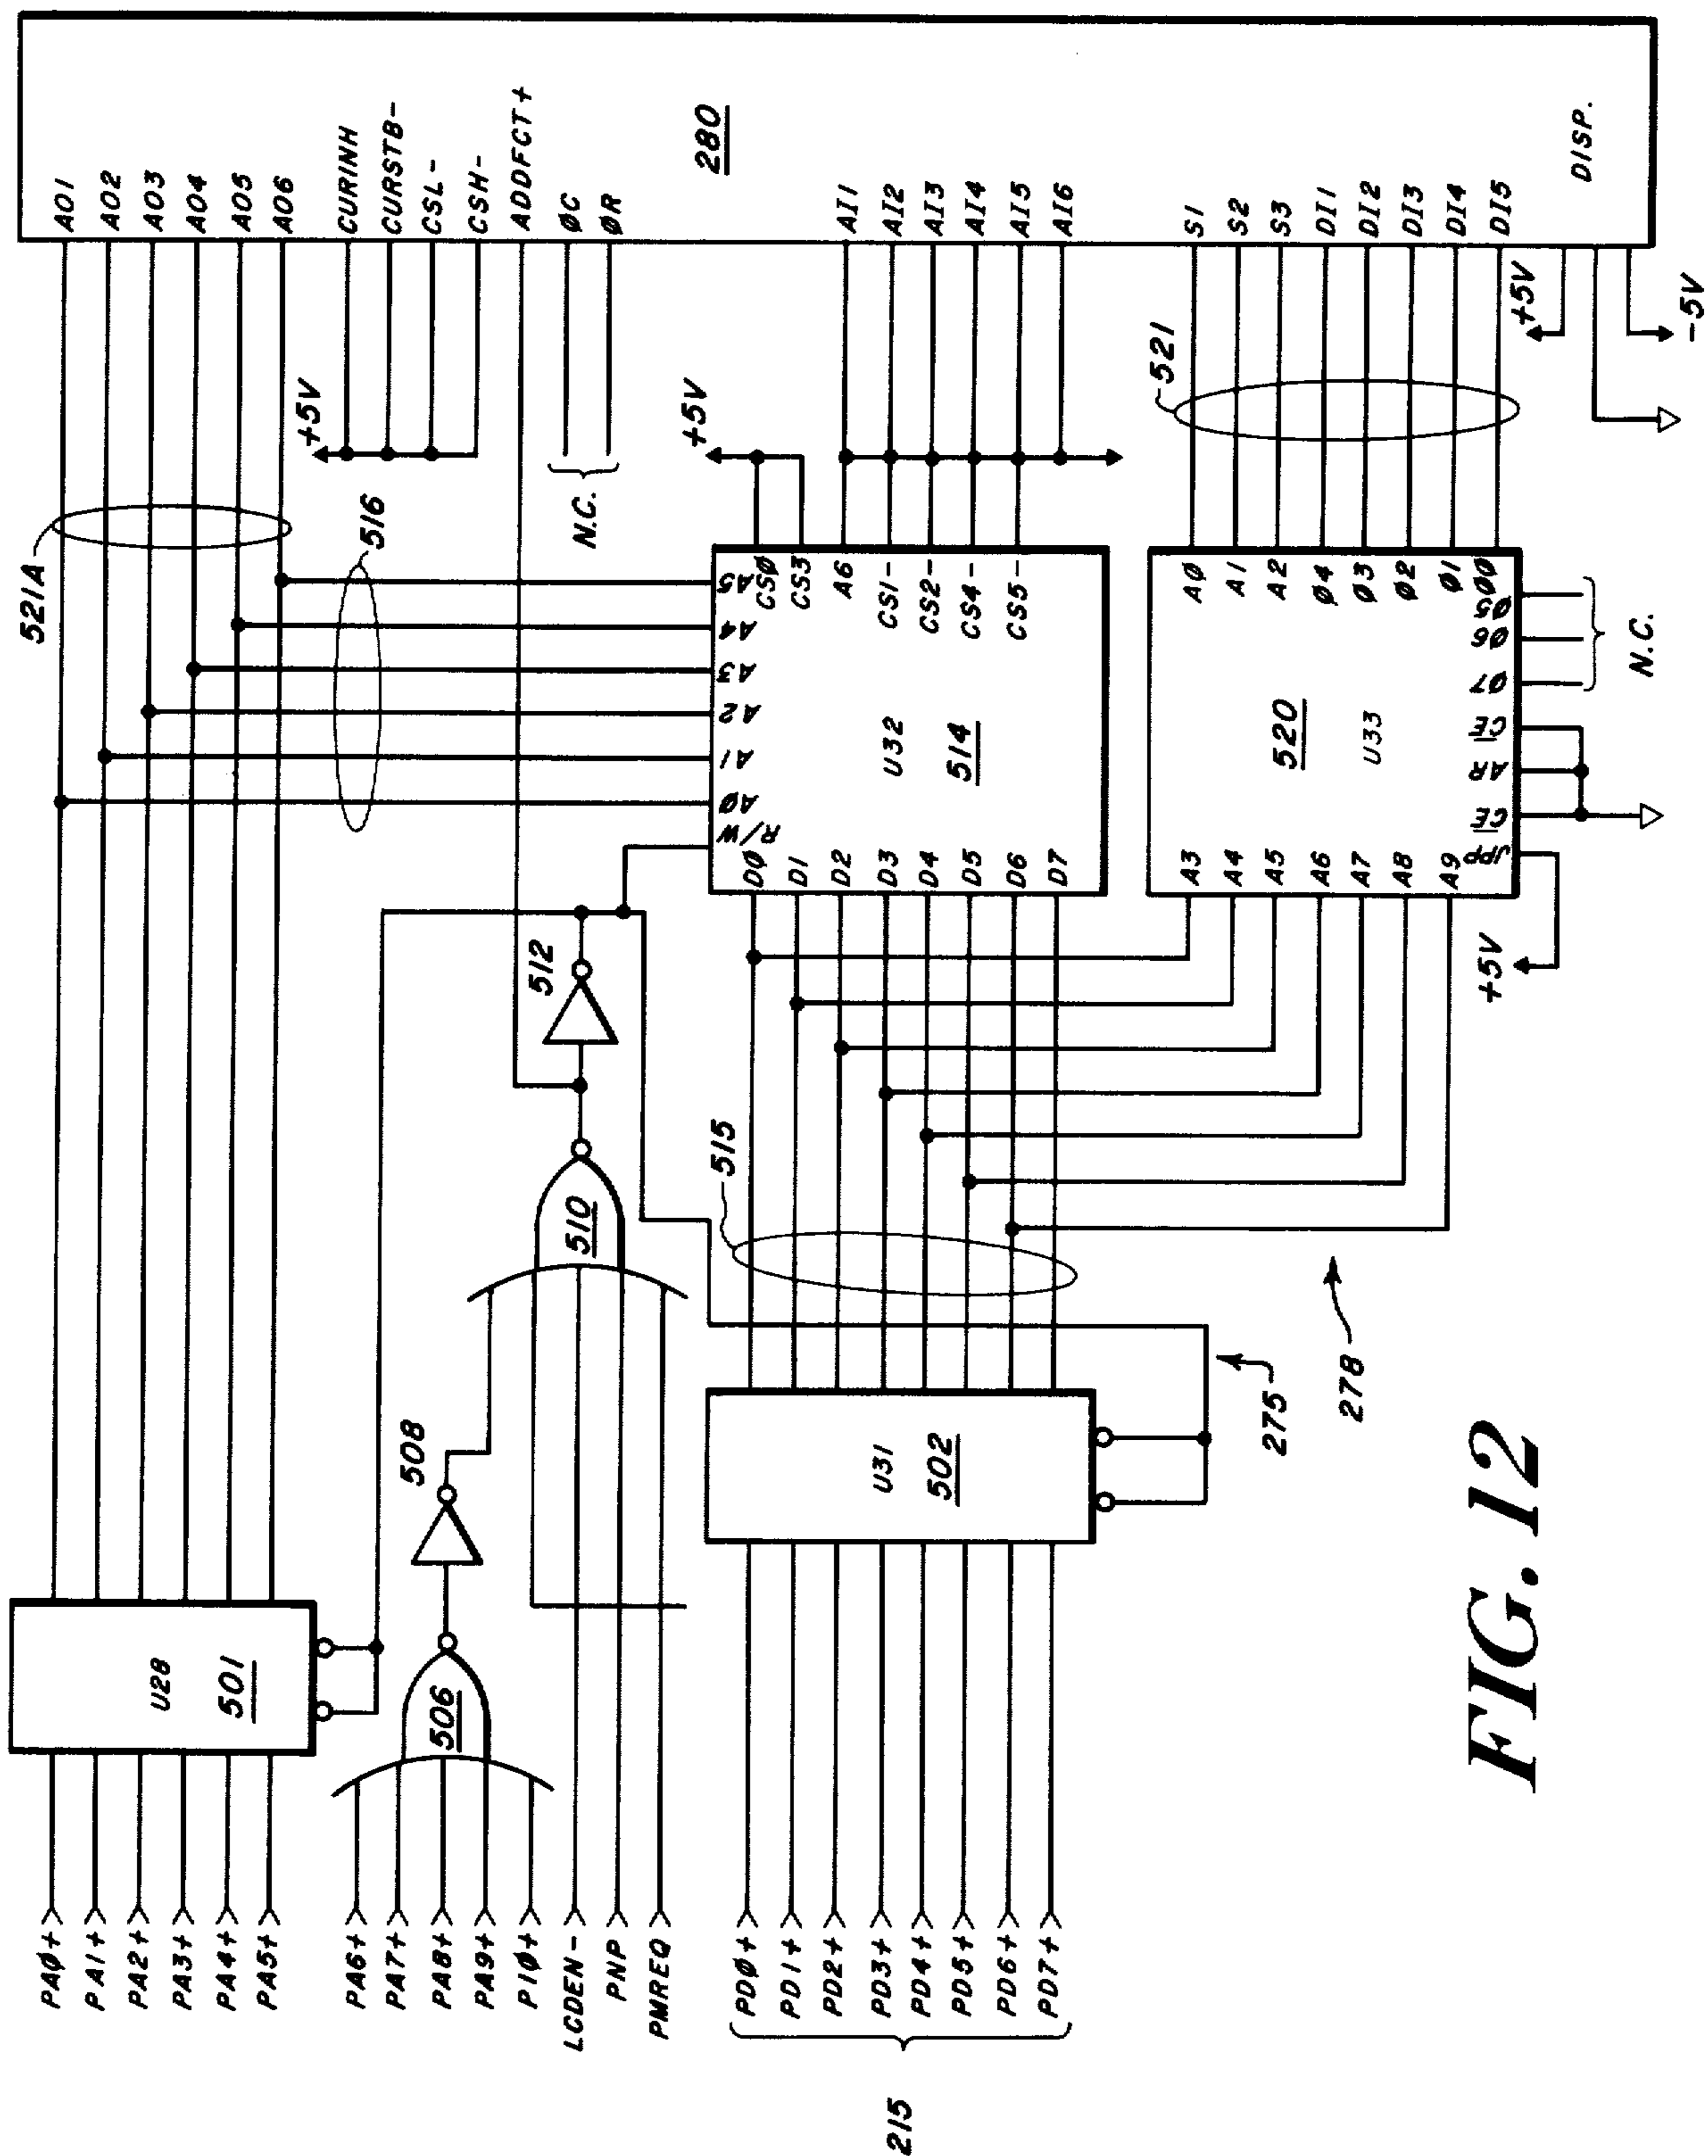 PAØ+
PA1+
PA2+
PA3+
PA4+
PA5+
PA6+
PA7+
PA8+
PA9+
P1Ø+
LCDEN-
PNP
PMREQ
PDØ+
PD1+
PD2+
PD3+
PD4+
PD5+
PD6+
PD7+
215
U28
501
506
508
510
512
U31
502
275
278
515
521A
516
+5V
N.C.
+5V
R/W
AØ
A1
A2
A3
A4
A5
DØ
D1
D2
D3
D4
D5
D6
D7
U32
514
CSØ
CS3
A6
CS1-
CS2-
CS4-
CS5-
A3
A4
A5
A6
A7
A8
A9
520
U33
AØ
A1
A2
Ø4
Ø3
Ø2
Ø1
ØØ
JPP
CE
AR
CE
Ø7
Ø6
Ø5
N.C.
+5V
521
AO1
AO2
AO3
AO4
AO5
AO6
CURINH
CURSTB-
CSL-
CSH-
ADDFCT+
ØC
ØR
280
AI1
AI2
AI3
AI4
AI5
AI6
S1
S2
S3
DI1
DI2
DI3
DI4
DI5
DISP.
+5V
-5V
FIG. 12